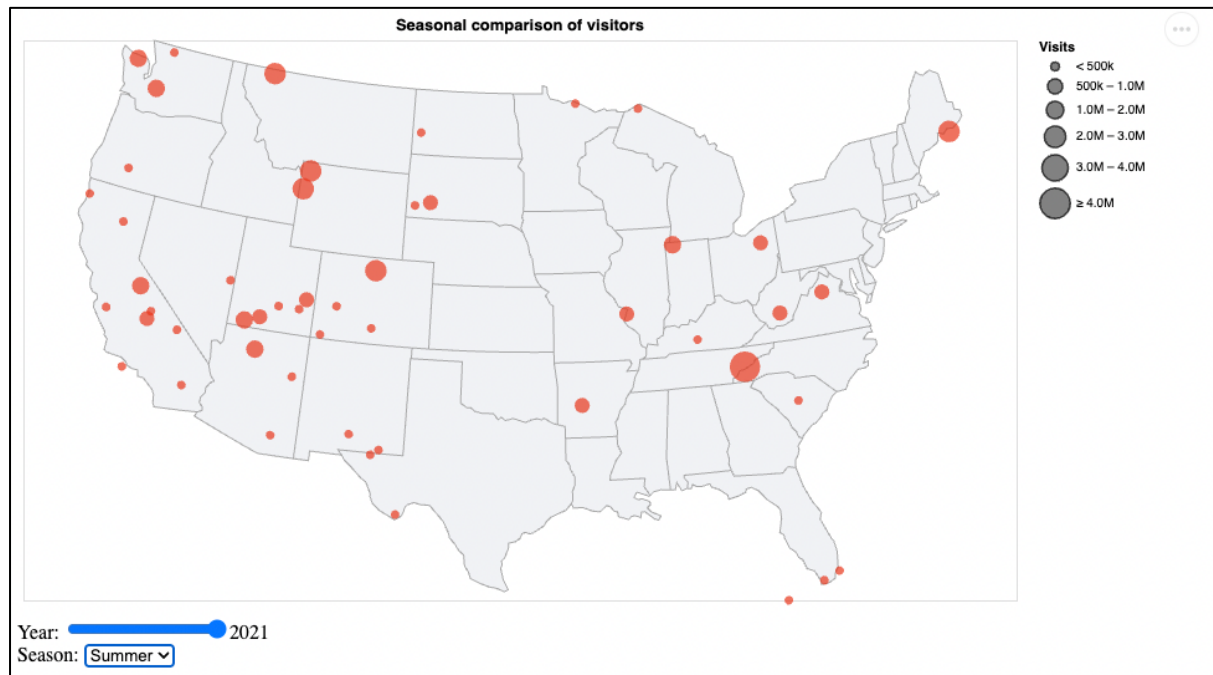 Seasonal comparison of visitors
Visits
< 500k
500k – 1.0M
1.0M – 2.0M
2.0M – 3.0M
3.0M – 4.0M
≥ 4.0M
Year: 2021
Season: Summer